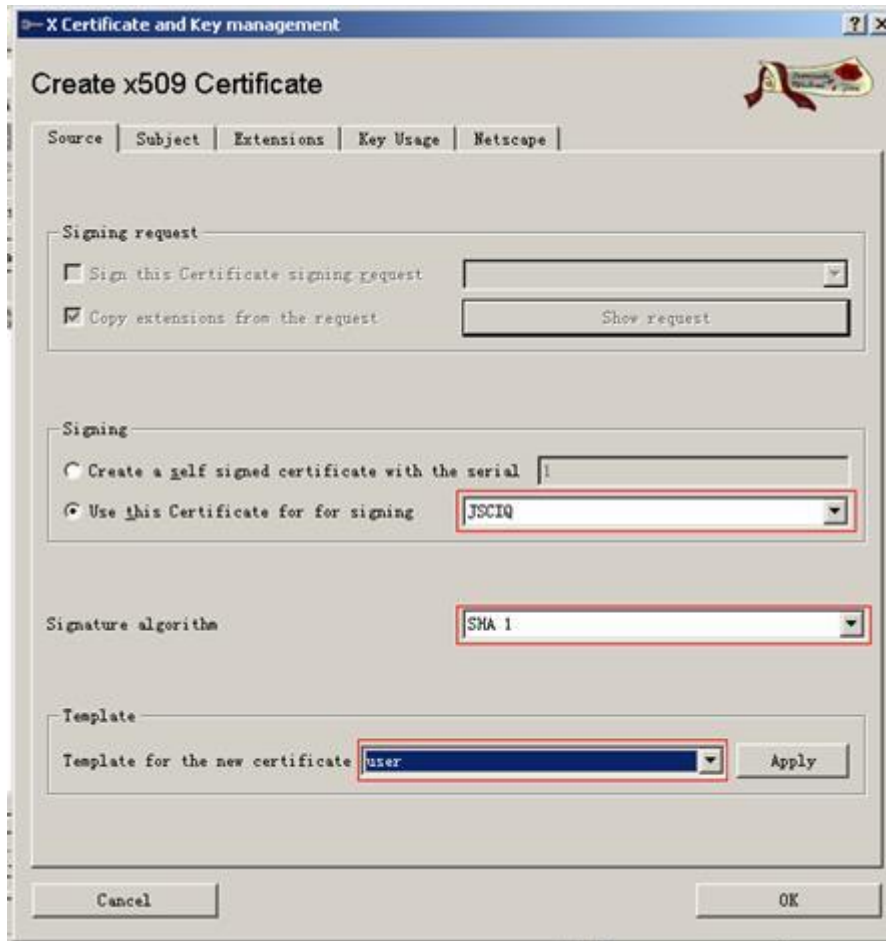 X Certificate and Key management
Create x509 Certificate
Source Subject Extensions Key Usage Netscape
Signing request
Sign this Certificate signing request
Copy extensions from the request Show request
Signing
Create a self signed certificate with the serial 1
Use this Certificate for for signing JSCIQ
Signature algorithm SHA 1
Template
Template for the new certificate user Apply
Cancel OK